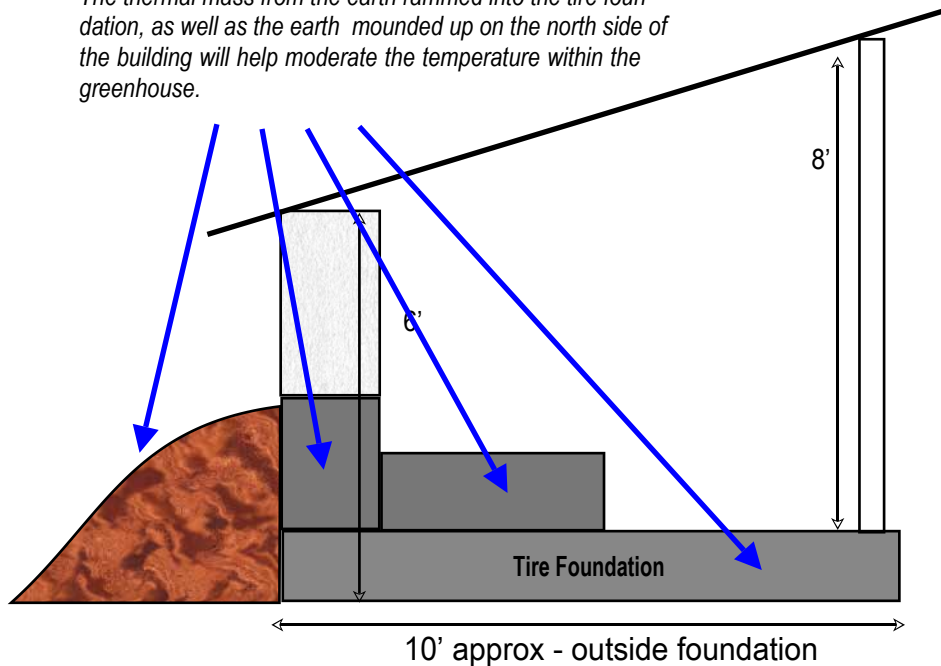 The thermal mass from the earth rammed into the tire foun-
dation, as well as the earth mounded up on the north side of
the building will help moderate the temperature within the
greenhouse.
8’
6’
Tire Foundation
10’ approx - outside foundation